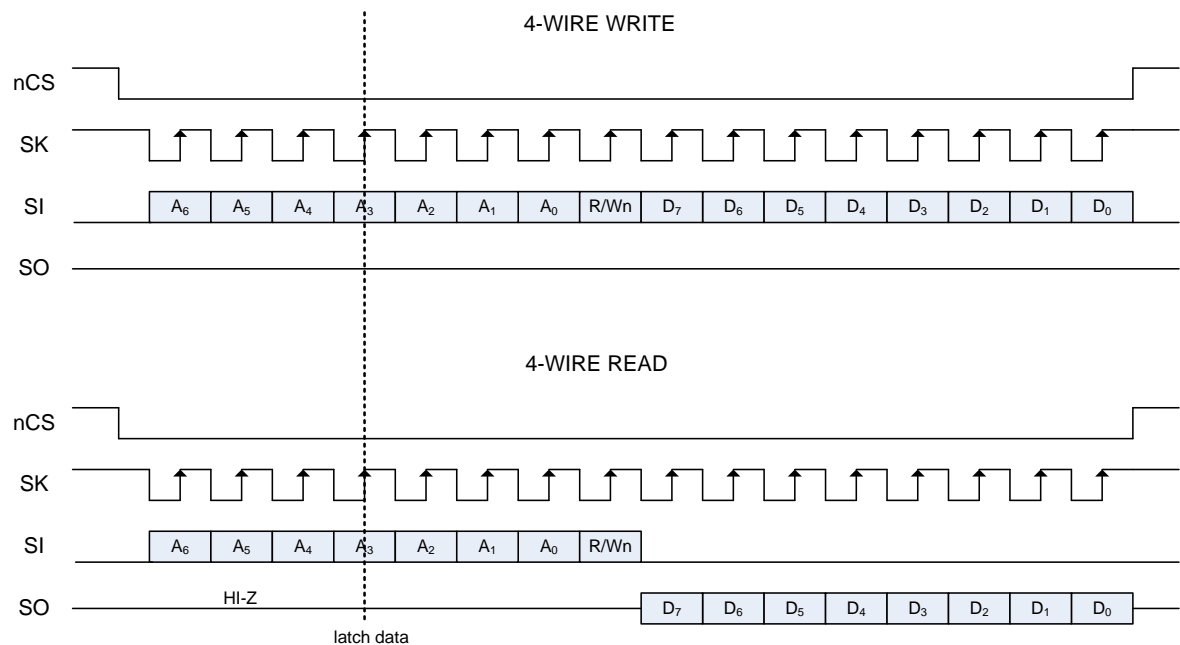 4-WIRE WRITE
nCS
SK
SI A₆ A₅ A₄ A₃ A₂ A₁ A₀ R/Wn D₇ D₆ D₅ D₄ D₃ D₂ D₁ D₀
SO
4-WIRE READ
nCS
SK
SI A₆ A₅ A₄ A₃ A₂ A₁ A₀ R/Wn
SO HI-Z D₇ D₆ D₅ D₄ D₃ D₂ D₁ D₀
latch data